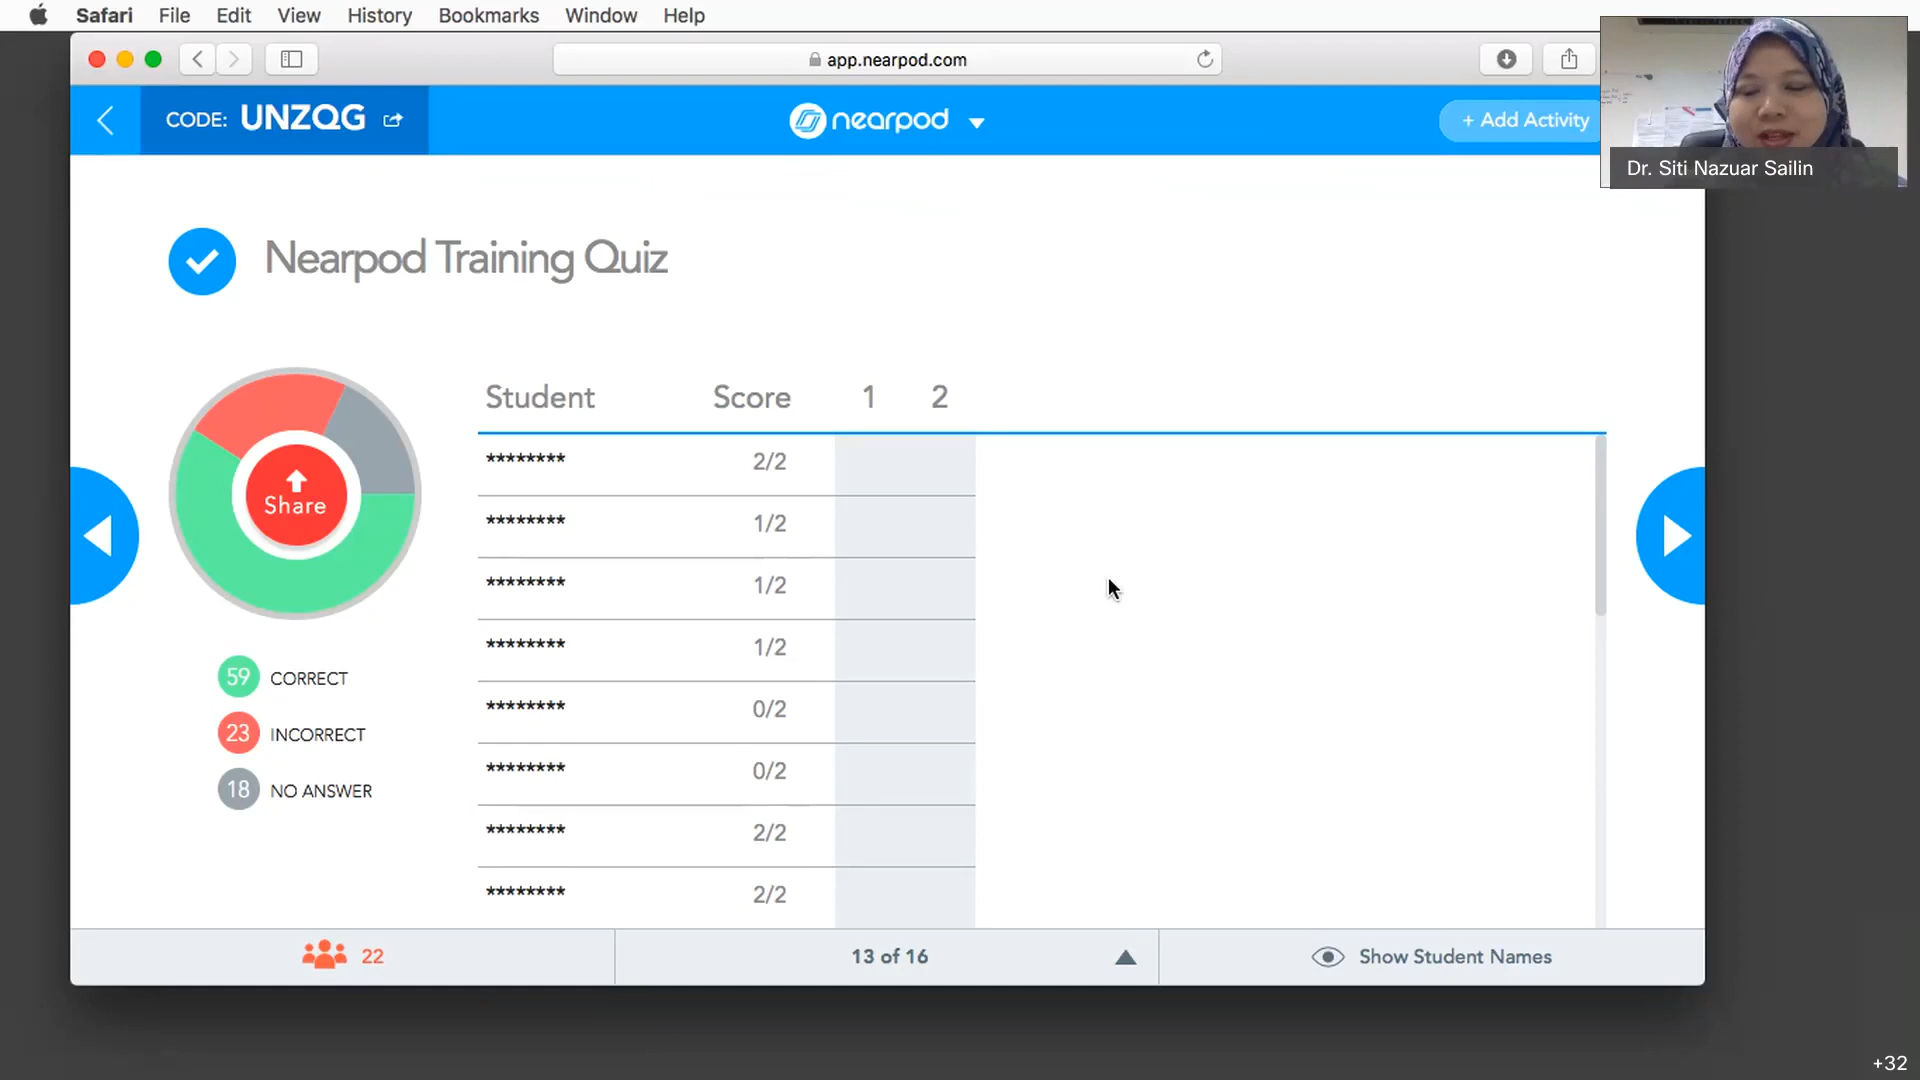 Safari File Edit View History Bookmarks Window Help
app.nearpod.com
CODE: UNZQG
nearpod
+ Add Activity
Dr. Siti Nazuar Sailin
Nearpod Training Quiz
Student Score 1 2
******** 2/2
******** 1/2
******** 1/2
******** 1/2
******** 0/2
******** 0/2
******** 2/2
******** 2/2
Share
59 CORRECT
23 INCORRECT
18 NO ANSWER
22
13 of 16
Show Student Names
+32